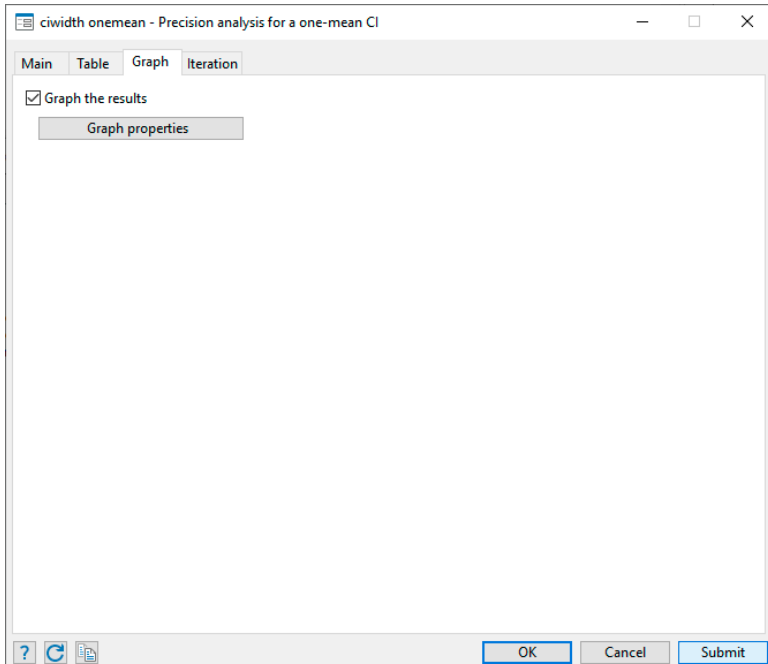 ciwidth onemean - Precision analysis for a one-mean CI
Main Table Graph Iteration
Graph the results
Graph properties
? OK Cancel Submit